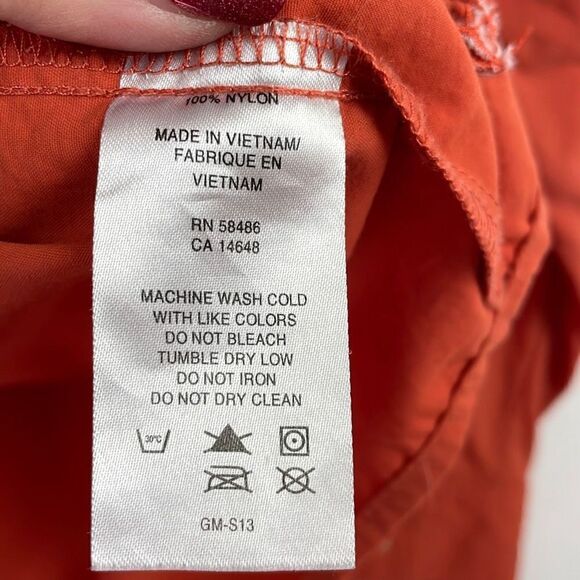 100% NYLON
MADE IN VIETNAM/
FABRIQUE EN
VIETNAM
RN 58486
CA 14648
MACHINE WASH COLD
WITH LIKE COLORS
DO NOT BLEACH
TUMBLE DRY LOW
DO NOT IRON
DO NOT DRY CLEAN
30°C
GM-S13